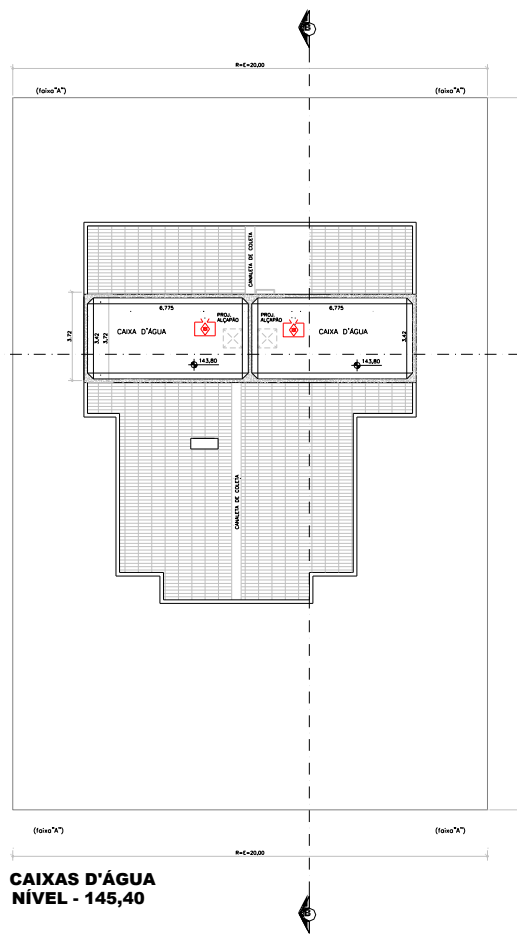 B
R=E=20,00
(faixa"A") (faixa"A")
CANALETA DE COLETA
6,775 6,775
PROJ. ALÇAPÃO
PROJ. ALÇAPÃO
CAIXA D'ÁGUA CAIXA D'ÁGUA
3,72 3,42 3,72 3,42
143,80 143,80
CANALETA DE COLETA
(faixa"A") (faixa"A")
R=E=20,00
CAIXAS D'ÁGUA
NÍVEL - 145,40
B